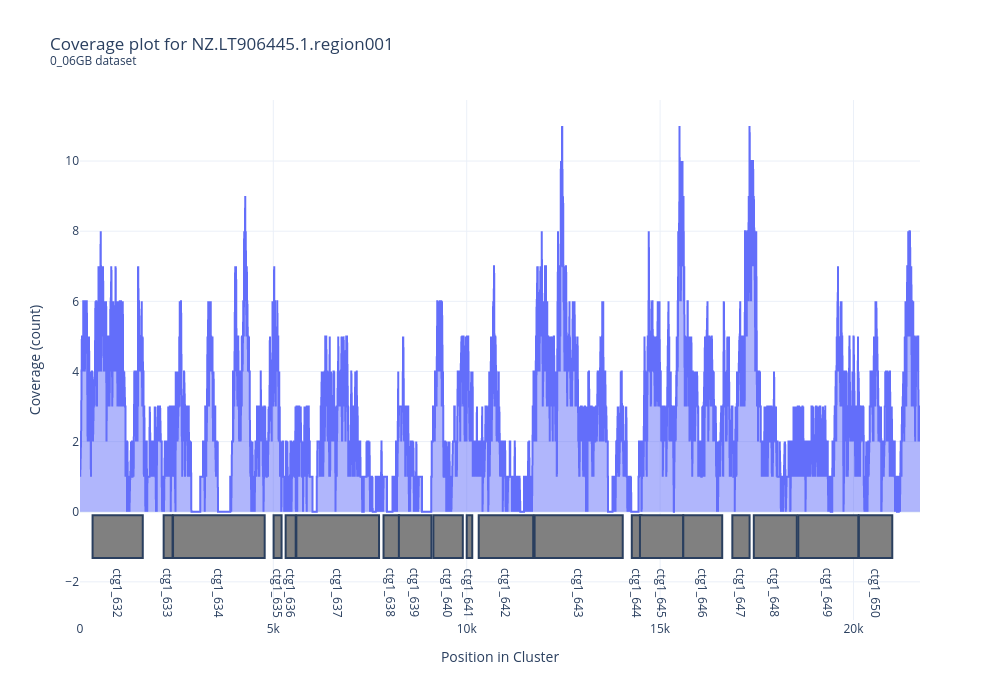 Coverage plot for NZ.LT906445.1.region001
0_06GB dataset
Coverage (count)
10
8
6
4
2
0
−2
ctg1_632
ctg1_633
ctg1_634
ctg1_635
ctg1_636
ctg1_637
ctg1_638
ctg1_639
ctg1_640
ctg1_641
ctg1_642
ctg1_643
ctg1_644
ctg1_645
ctg1_646
ctg1_647
ctg1_648
ctg1_649
ctg1_650
0
5k
10k
15k
20k
Position in Cluster